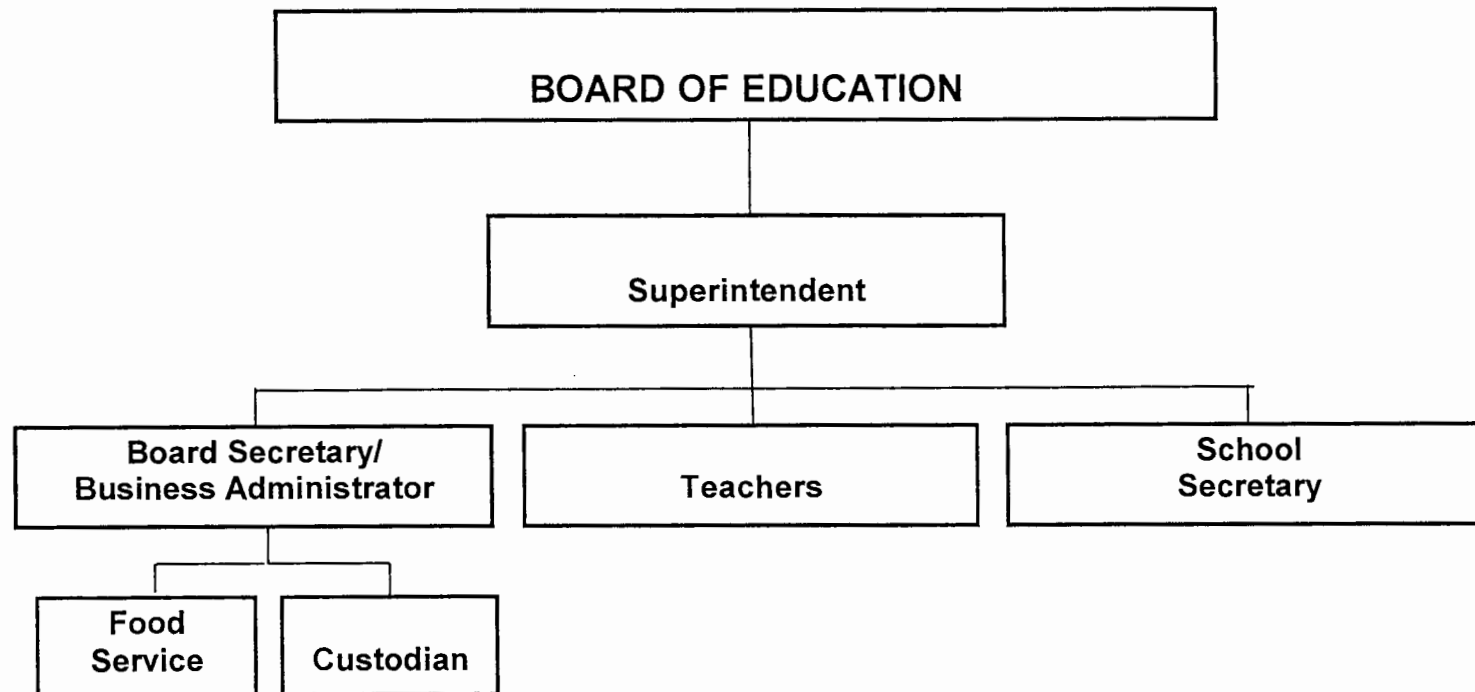 BOARD OF EDUCATION
Superintendent
Board Secretary/
Business Administrator
Teachers
School
Secretary
Food
Service
Custodian